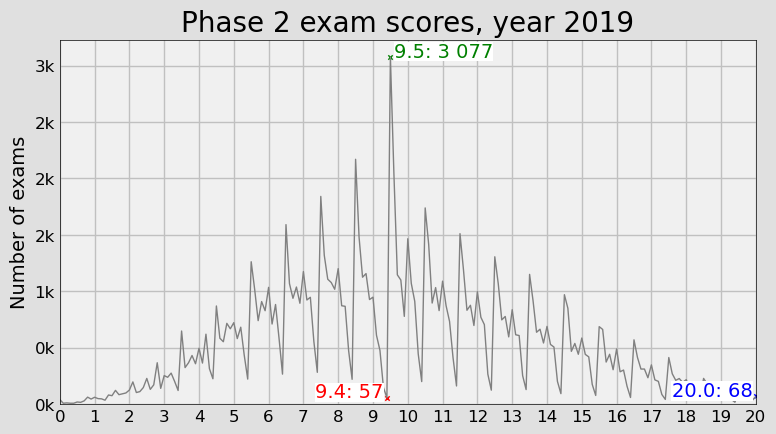 Phase 2 exam scores, year 2019
Number of exams
3k
2k
2k
2k
1k
0k
0k
9.5: 3 077
9.4: 57
20.0: 68
0 1 2 3 4 5 6 7 8 9 10 11 12 13 14 15 16 17 18 19 20